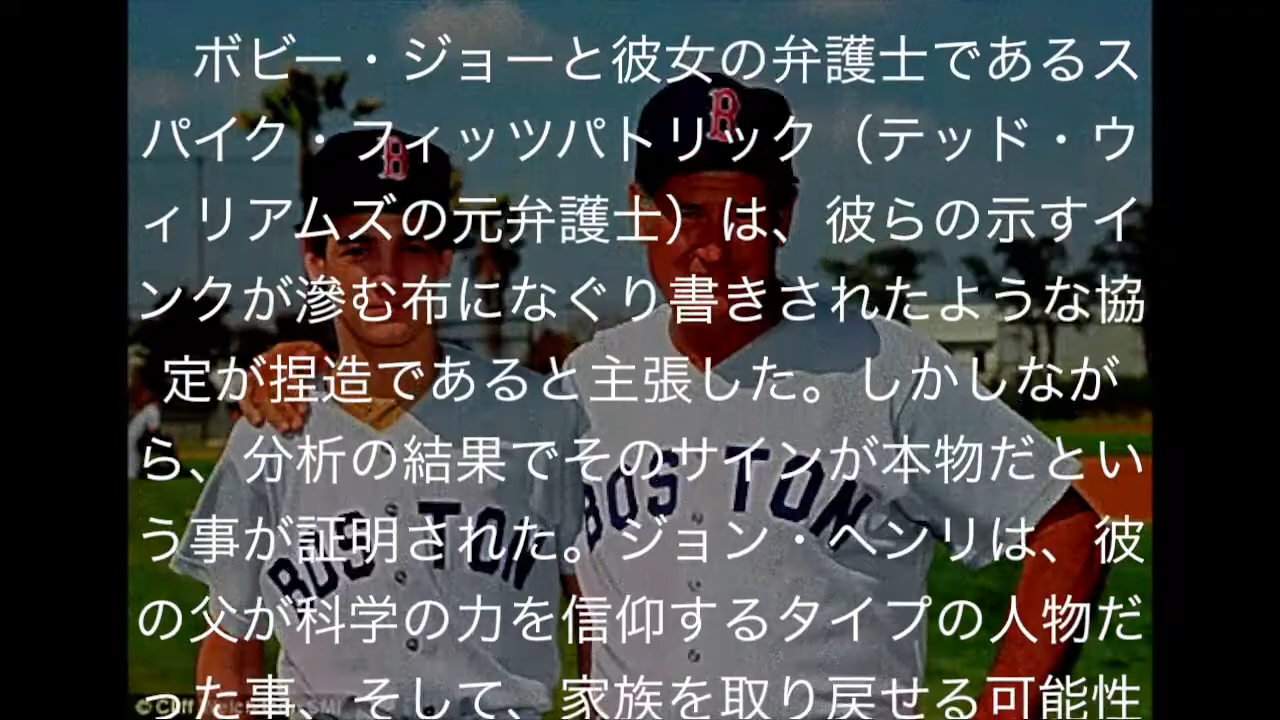 ボビー・ジョーと彼女の弁護士であるス
パイク・フィッツパトリック（テッド・ウ
ィリアムズの元弁護士）は、彼らの示すイ
ンクが滲む布になぐり書きされたような協
定が捏造であると主張した。しかしなが
ら、分析の結果でそのサインが本物だとい
う事が証明された。ジョン・ヘンリは、彼
の父が科学の力を信仰するタイプの人物だ
った事、そして、家族を取り戻せる可能性
B
B
BOSTON
BOSTON
© Cliff Welch